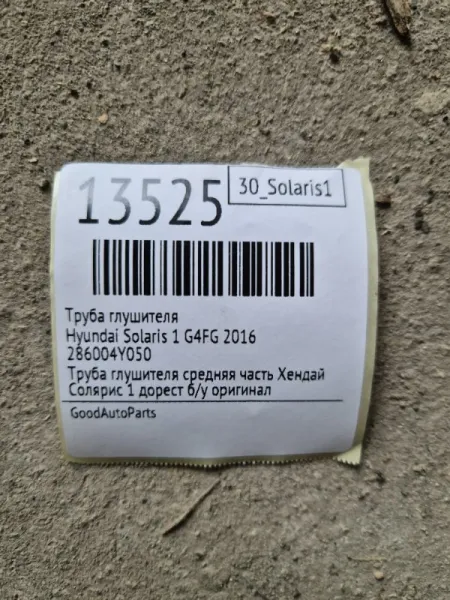 13525
30_Solaris1
Труба глушителя
Hyundai Solaris 1 G4FG 2016
286004Y050
Труба глушителя средняя часть Хендай
Солярис 1 дорест б/у оригинал
GoodAutoParts